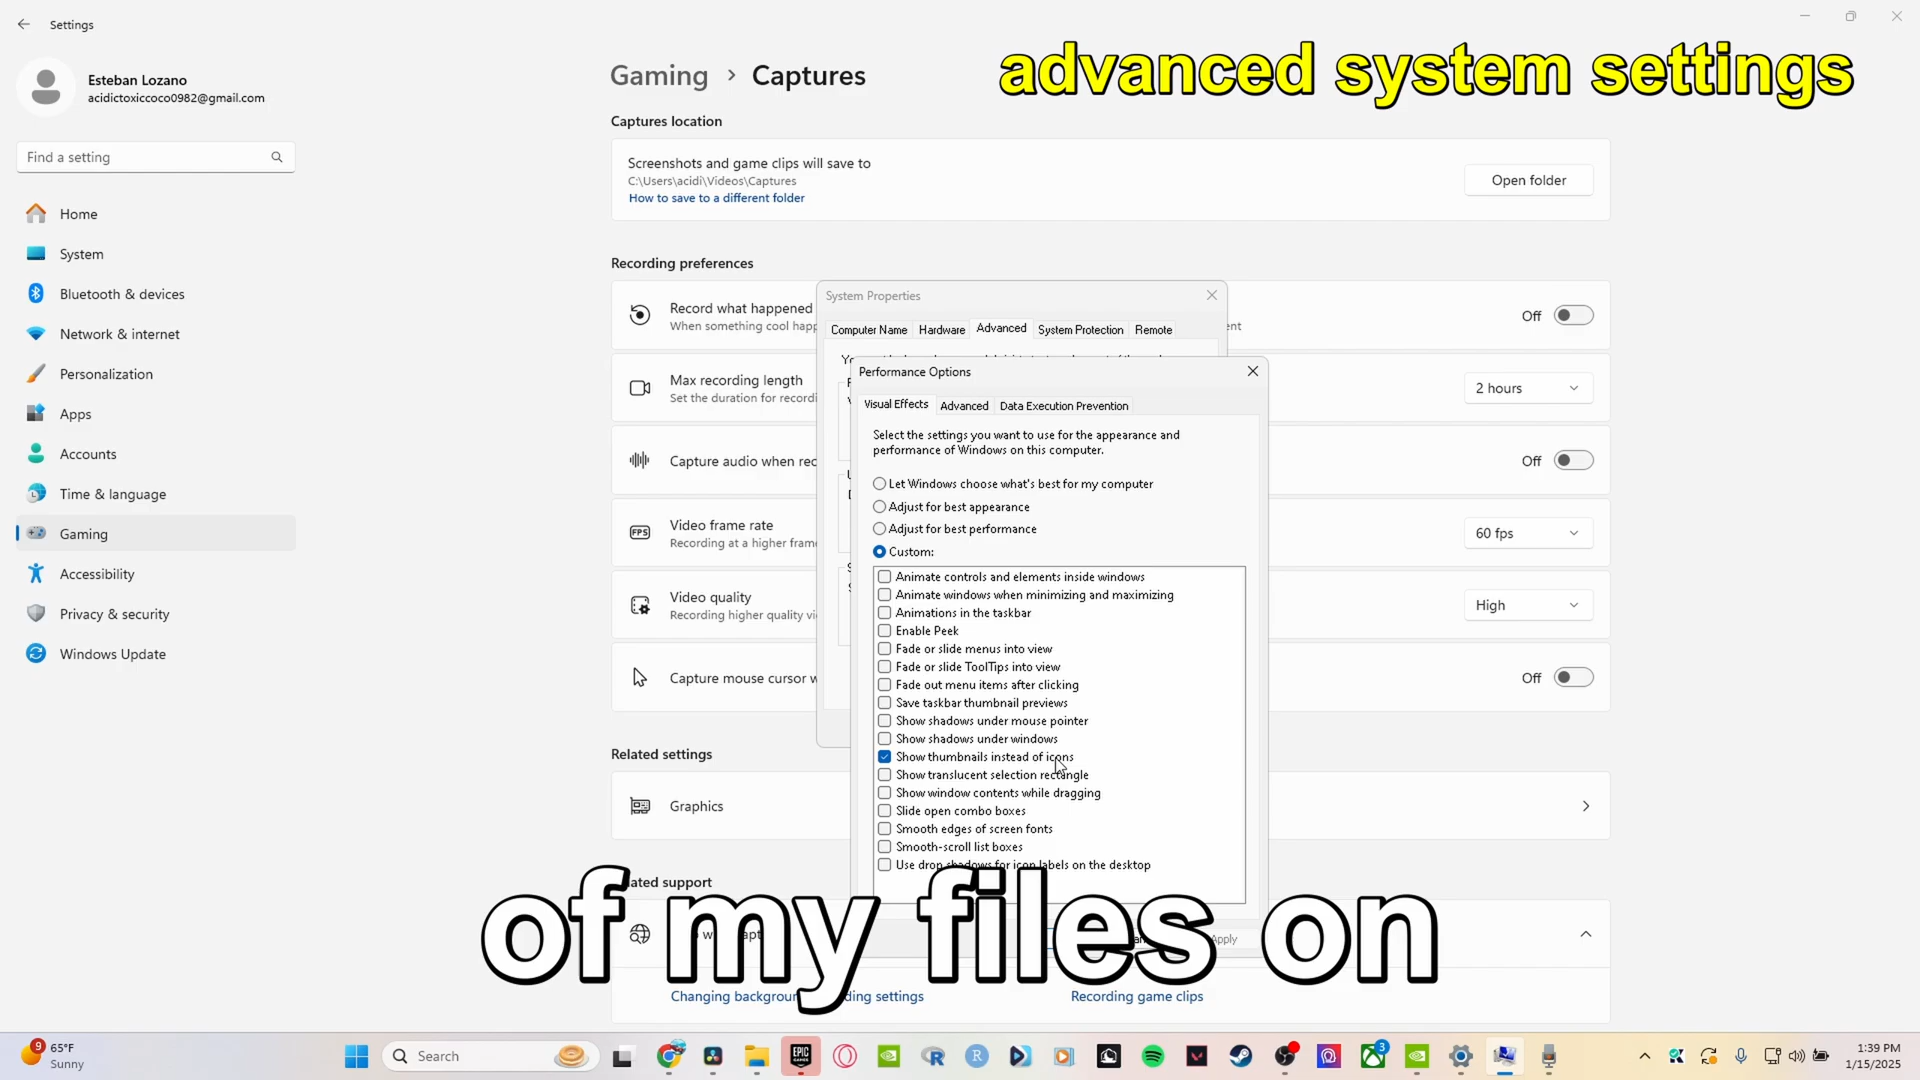 Settings
advanced system settings
Esteban Lozano
acidictoxiccoco0982@gmail.com
Find a setting
Home
System
Bluetooth & devices
Network & internet
Personalization
Apps
Accounts
Time & language
Gaming
Accessibility
Privacy & security
Windows Update
Gaming > Captures
Captures location
Screenshots and game clips will save to
C:\Users\acidi\Videos\Captures
How to save to a different folder
Open folder
Recording preferences
Record what happened
When something cool happ
Off
Max recording length
Set the duration for recordi
2 hours
Capture audio when rec
Off
Video frame rate
Recording at a higher frame
FPS
60 fps
Video quality
Recording higher quality vi
High
Capture mouse cursor w
Off
Related settings
Graphics
lated support
Changing backgroun
ding settings
Recording game clips
System Properties
Computer Name
Hardware
Advanced
System Protection
Remote
Performance Options
Visual Effects
Advanced
Data Execution Prevention
Select the settings you want to use for the appearance and
performance of Windows on this computer.
Let Windows choose what's best for my computer
Adjust for best appearance
Adjust for best performance
Custom:
Animate controls and elements inside windows
Animate windows when minimizing and maximizing
Animations in the taskbar
Enable Peek
Fade or slide menus into view
Fade or slide ToolTips into view
Fade out menu items after clicking
Save taskbar thumbnail previews
Show shadows under mouse pointer
Show shadows under windows
Show thumbnails instead of icons
Show translucent selection rectangle
Show window contents while dragging
Slide open combo boxes
Smooth edges of screen fonts
Smooth-scroll list boxes
Use drop shadows for icon labels on the desktop
Apply
of my files on
9
65°F
Sunny
Search
EPIC GAMES
3
1:39 PM
1/15/2025